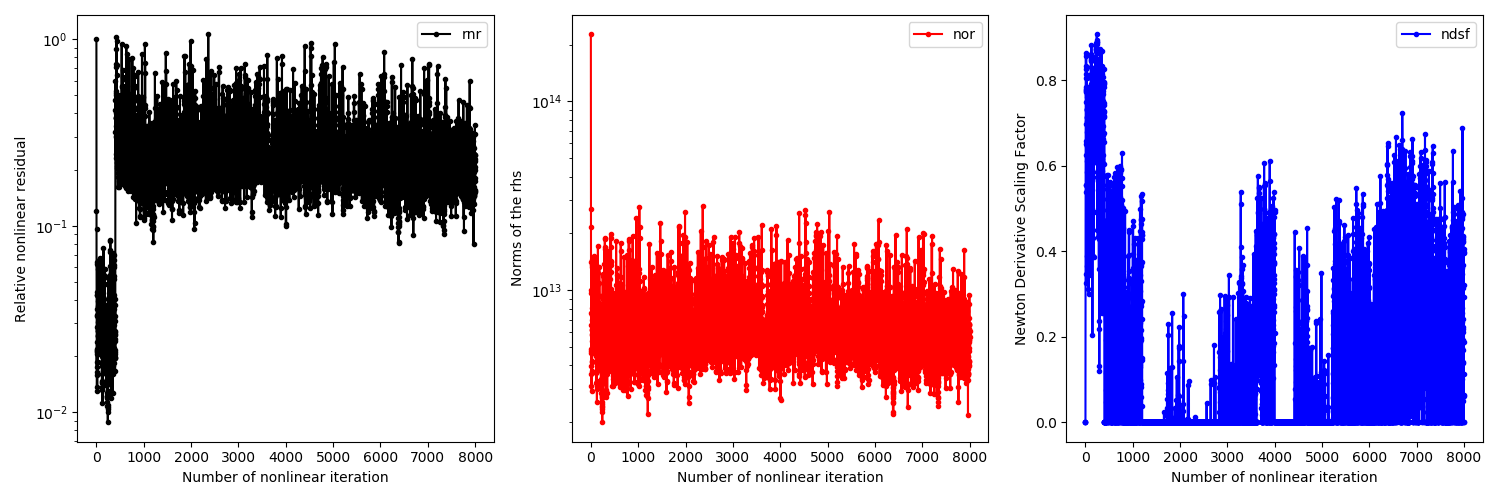 Relative nonlinear residual
10⁰
10⁻¹
10⁻²
rnr
0 1000 2000 3000 4000 5000 6000 7000 8000
Number of nonlinear iteration
Norms of the rhs
10¹⁴
10¹³
nor
0 1000 2000 3000 4000 5000 6000 7000 8000
Number of nonlinear iteration
Newton Derivative Scaling Factor
0.8
0.6
0.4
0.2
0.0
ndsf
0 1000 2000 3000 4000 5000 6000 7000 8000
Number of nonlinear iteration